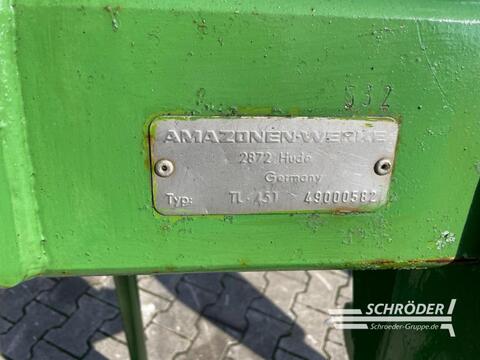 532
AMAZONEN-WERKE
2872 Hude
Germany
Typ: TL-451 49000582
SCHRÖDER
Schroeder-Gruppe.de